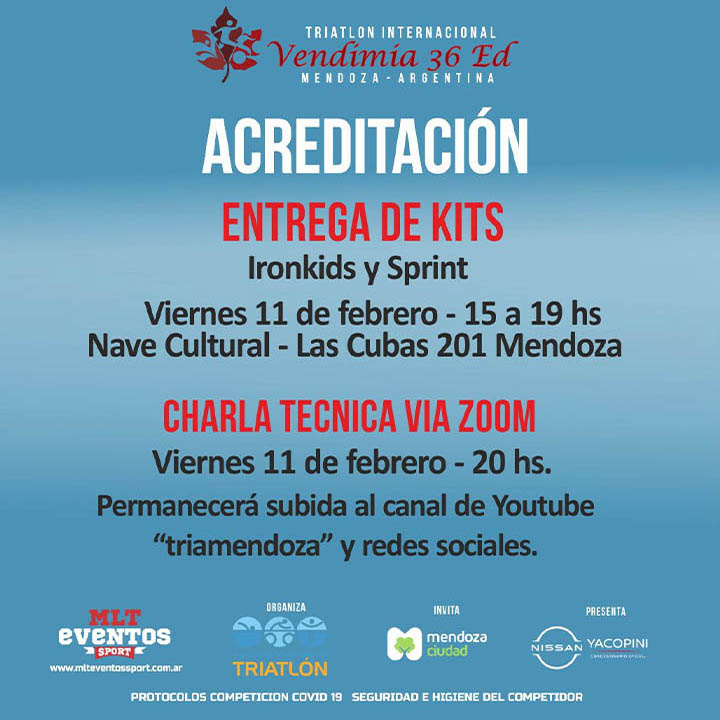 TRIATLON INTERNACIONAL
Vendimia 36 Ed
MENDOZA - ARGENTINA
ACREDITACIÓN
ENTREGA DE KITS
Ironkids y Sprint
Viernes 11 de febrero - 15 a 19 hs
Nave Cultural - Las Cubas 201 Mendoza
CHARLA TECNICA VIA ZOOM
Viernes 11 de febrero - 20 hs.
Permanecerá subida al canal de Youtube
“triamendoza” y redes sociales.
MLT
eventos
SPORT
www.mlteventossport.com.ar
ORGANIZA
TRIATLÓN
INVITA
mendoza
ciudad
PRESENTA
NISSAN YACOPINI
PROTOCOLOS COMPETICION COVID 19 SEGURIDAD E HIGIENE DEL COMPETIDOR